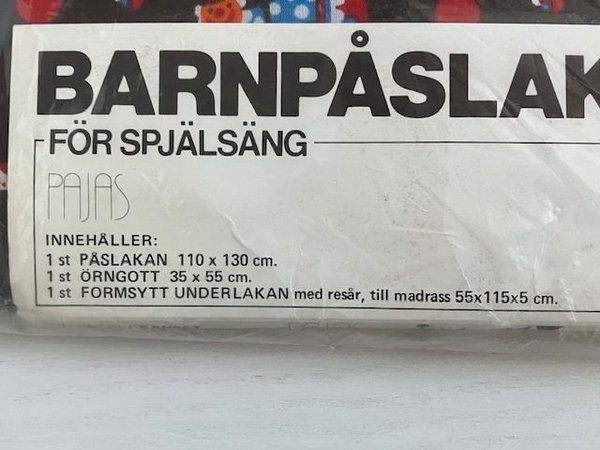 BARNPÅSLAK
FÖR SPJÄLSÄNG
PAJAS
INNEHÅLLER:
1 st PÅSLAKAN 110 x 130 cm.
1 st ÖRNGOTT 35 x 55 cm.
1 st FORMSYTT UNDERLAKAN med resår, till madrass 55x115x5 cm.